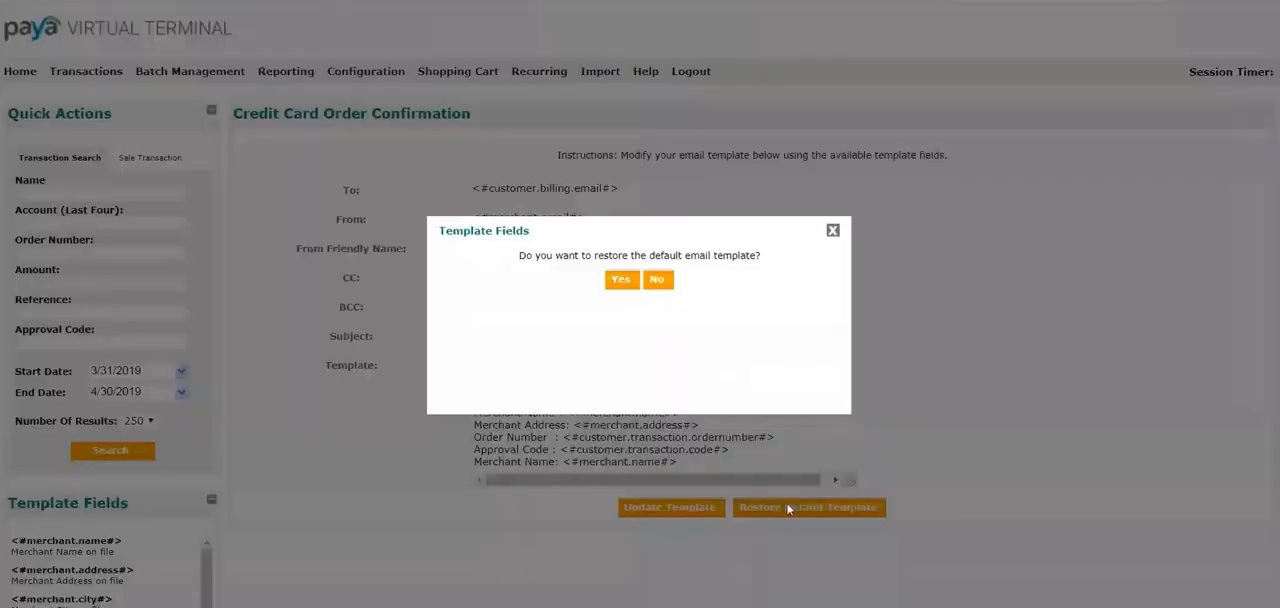 paya VIRTUAL TERMINAL
Home Transactions Batch Management Reporting Configuration Shopping Cart Recurring Import Help Logout Session Timer:
Quick Actions
Transaction Search Sale Transaction
Name
Account (Last Four):
Order Number:
Amount:
Reference:
Approval Code:
Start Date: 3/31/2019
End Date: 4/30/2019
Number Of Results: 250
Search
Template Fields
<#merchant.name#>
Merchant Name on file
<#merchant.address#>
Merchant Address on file
<#merchant.city#>
Credit Card Order Confirmation
Instructions: Modify your email template below using the available template fields.
To: <#customer.billing.email#>
From:
From Friendly Name:
CC:
BCC:
Subject:
Template:
Template Fields
X
Do you want to restore the default email template?
Yes No
Merchant Address: <#merchant.address#>
Order Number : <#customer.transaction.ordernumber#>
Approval Code : <#customer.transaction.code#>
Merchant Name: <#merchant.name#>
Update Template Restore Template